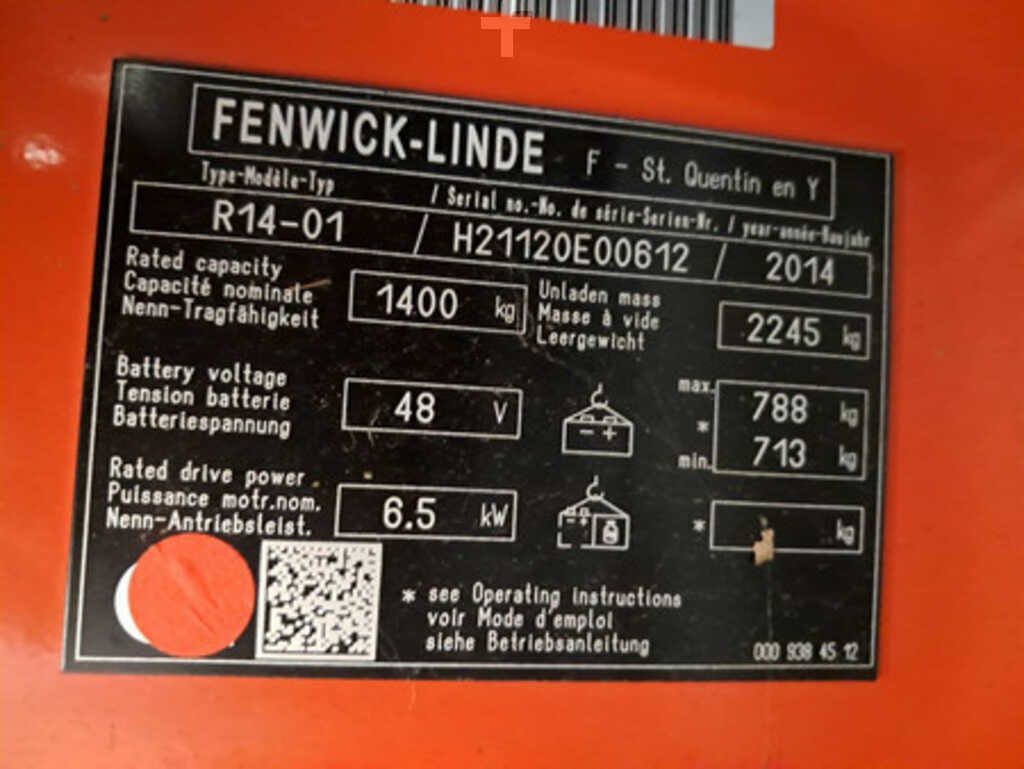 FENWICK-LINDE F - St. Quentin en Y
Type-Modèle-Typ / Serial no.-No. de série-Serien-Nr. / year-année-Baujahr
R14-01 / H21120E00612 / 2014
Rated capacity
Capacité nominale
Nenn-Tragfähigkeit
1400 kg
Unladen mass
Masse à vide
Leergewicht
2245 kg
Battery voltage
Tension batterie
Batteriespannung
48 V
- +
max. 788 kg
*
min. 713 kg
Rated drive power
Puissance motr.nom.
Nenn-Antriebsleist.
6.5 kW
- +
* kg
* see Operating instructions
voir Mode d'emploi
siehe Betriebsanleitung
000 938 45 12